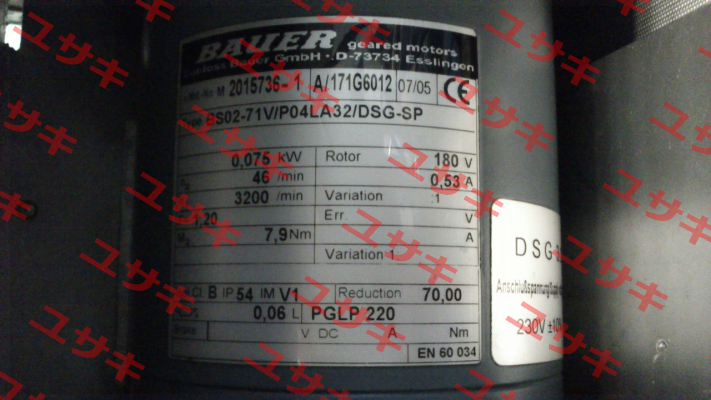 BAUER geared motors
Bauer GmbH · D-73734 Esslingen
M 2015736- 1 A/171G6012 07/05 CE
BS02-71V/P04LA32/DSG-SP
0,075 kW Rotor 180 V
46 /min 0,53 A
3200 /min Variation :1
1,20 Err. V
7,9 Nm A
Variation 1
B IP 54 IM V1 Reduction 70,00
0,06 L PGLP 220
V DC A Nm
EN 60 034
DSG-
230V ±10%
ユサキ